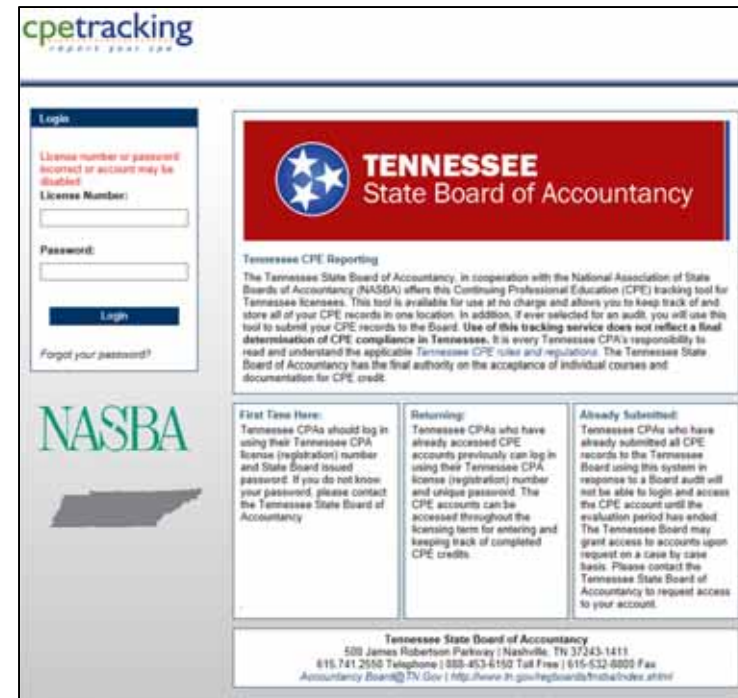 cpetracking
report your cpe
Login
License number or password
incorrect or account may be
disabled
License Number:
Password:
Login
Forgot your password?
NASBA
TENNESSEE
State Board of Accountancy
Tennessee CPE Reporting
The Tennessee State Board of Accountancy, in cooperation with the National Association of State
Boards of Accountancy (NASBA) offers this Continuing Professional Education (CPE) tracking tool for
Tennessee licensees. This tool is available for use at no charge and allows you to keep track of and
store all of your CPE records in one location. In addition, if ever selected for an audit, you will use this
tool to submit your CPE records to the Board. Use of this tracking service does not reflect a final
determination of CPE compliance in Tennessee. It is every Tennessee CPA's responsibility to
read and understand the applicable Tennessee CPE rules and regulations. The Tennessee State
Board of Accountancy has the final authority on the acceptance of individual courses and
documentation for CPE credit.
First Time Here:
Tennessee CPAs should log in
using their Tennessee CPA
license (registration) number
and State Board issued
password. If you do not know
your password, please contact
the Tennessee State Board of
Accountancy
Returning:
Tennessee CPAs who have
already accessed CPE
accounts previously can log in
using their Tennessee CPA
license (registration) number
and unique password. The
CPE accounts can be
accessed throughout the
licensing term for entering and
keeping track of completed
CPE credits.
Already Submitted:
Tennessee CPAs who have
already submitted all CPE
records to the Tennessee
Board using this system in
response to a Board audit will
not be able to login and access
the CPE account until the
evaluation period has ended.
The Tennessee Board may
grant access to accounts upon
request on a case by case
basis. Please contact the
Tennessee State Board of
Accountancy to request access
to your account.
Tennessee State Board of Accountancy
500 James Robertson Parkway | Nashville, TN 37243-1411
615.741.2550 Telephone | 888-453-6150 Toll Free | 615-532-8800 Fax
Accountancy.Board@TN.Gov | http://www.tn.gov/regboards/tnsba/index.shtml